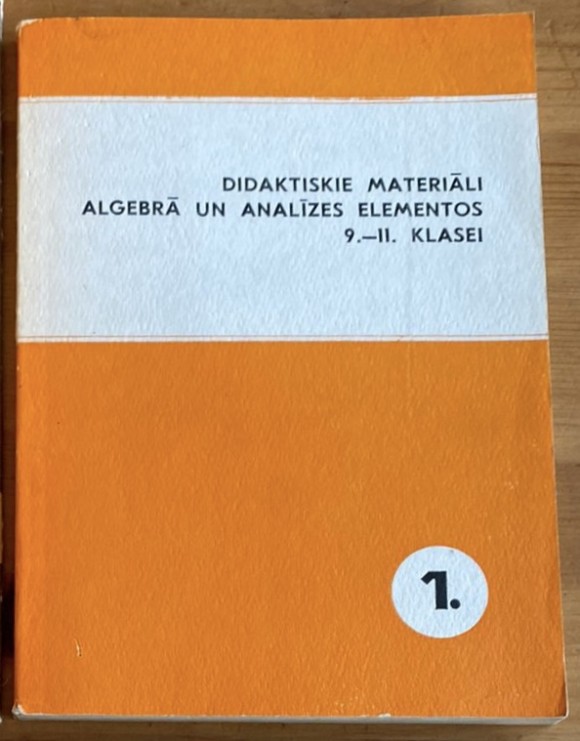 DIDAKTISKIE MATERIĀLI
ALGEBRĀ UN ANALĪZES ELEMENTOS
9.—11. KLASEI
1.